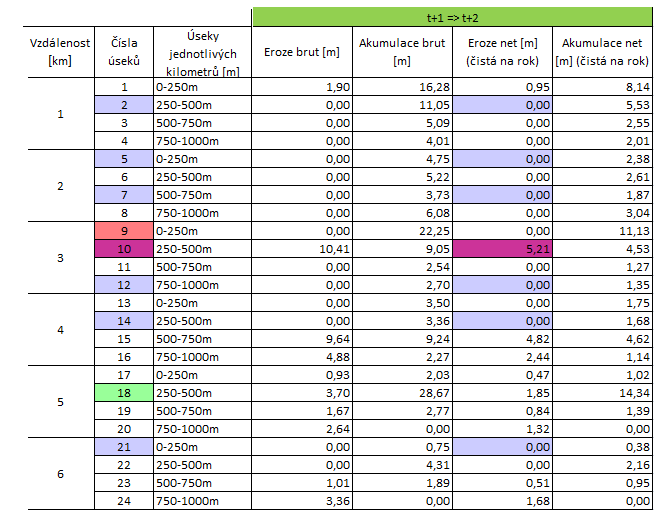 t+1 => t+2
Vzdálenost [km] Čísla úseků Úseky jednotlivých kilometrů [m] Eroze brut [m] Akumulace brut [m] Eroze net [m] (čistá na rok) Akumulace net [m] (čistá na rok)
1 1 0-250m 1,90 16,28 0,95 8,14
2 250-500m 0,00 11,05 0,00 5,53
3 500-750m 0,00 5,09 0,00 2,55
4 750-1000m 0,00 4,01 0,00 2,01
2 5 0-250m 0,00 4,75 0,00 2,38
6 250-500m 0,00 5,22 0,00 2,61
7 500-750m 0,00 3,73 0,00 1,87
8 750-1000m 0,00 6,08 0,00 3,04
3 9 0-250m 0,00 22,25 0,00 11,13
10 250-500m 10,41 9,05 5,21 4,53
11 500-750m 0,00 2,54 0,00 1,27
12 750-1000m 0,00 2,70 0,00 1,35
4 13 0-250m 0,00 3,50 0,00 1,75
14 250-500m 0,00 3,36 0,00 1,68
15 500-750m 9,64 9,24 4,82 4,62
16 750-1000m 4,88 2,27 2,44 1,14
5 17 0-250m 0,93 2,03 0,47 1,02
18 250-500m 3,70 28,67 1,85 14,34
19 500-750m 1,67 2,77 0,84 1,39
20 750-1000m 2,64 0,00 1,32 0,00
6 21 0-250m 0,00 0,75 0,00 0,38
22 250-500m 0,00 4,31 0,00 2,16
23 500-750m 1,01 1,89 0,51 0,95
24 750-1000m 3,36 0,00 1,68 0,00